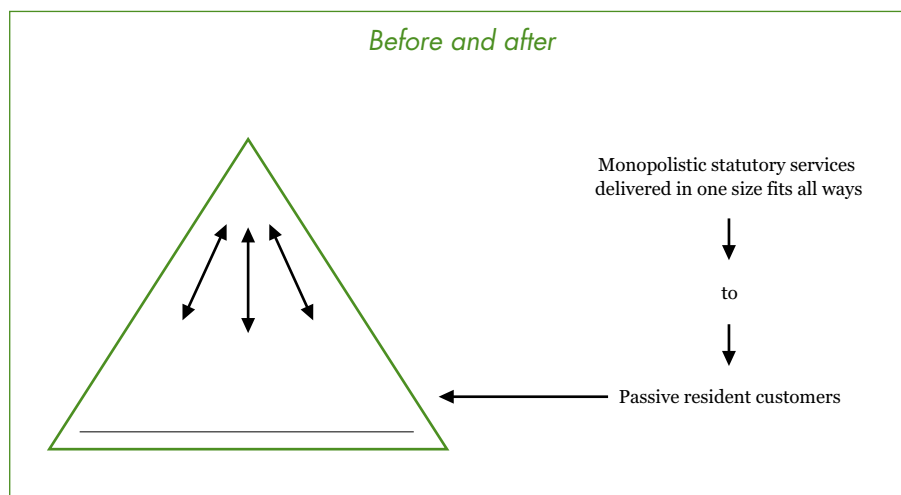 Before and after
Monopolistic statutory services
delivered in one size fits all ways
to
Passive resident customers